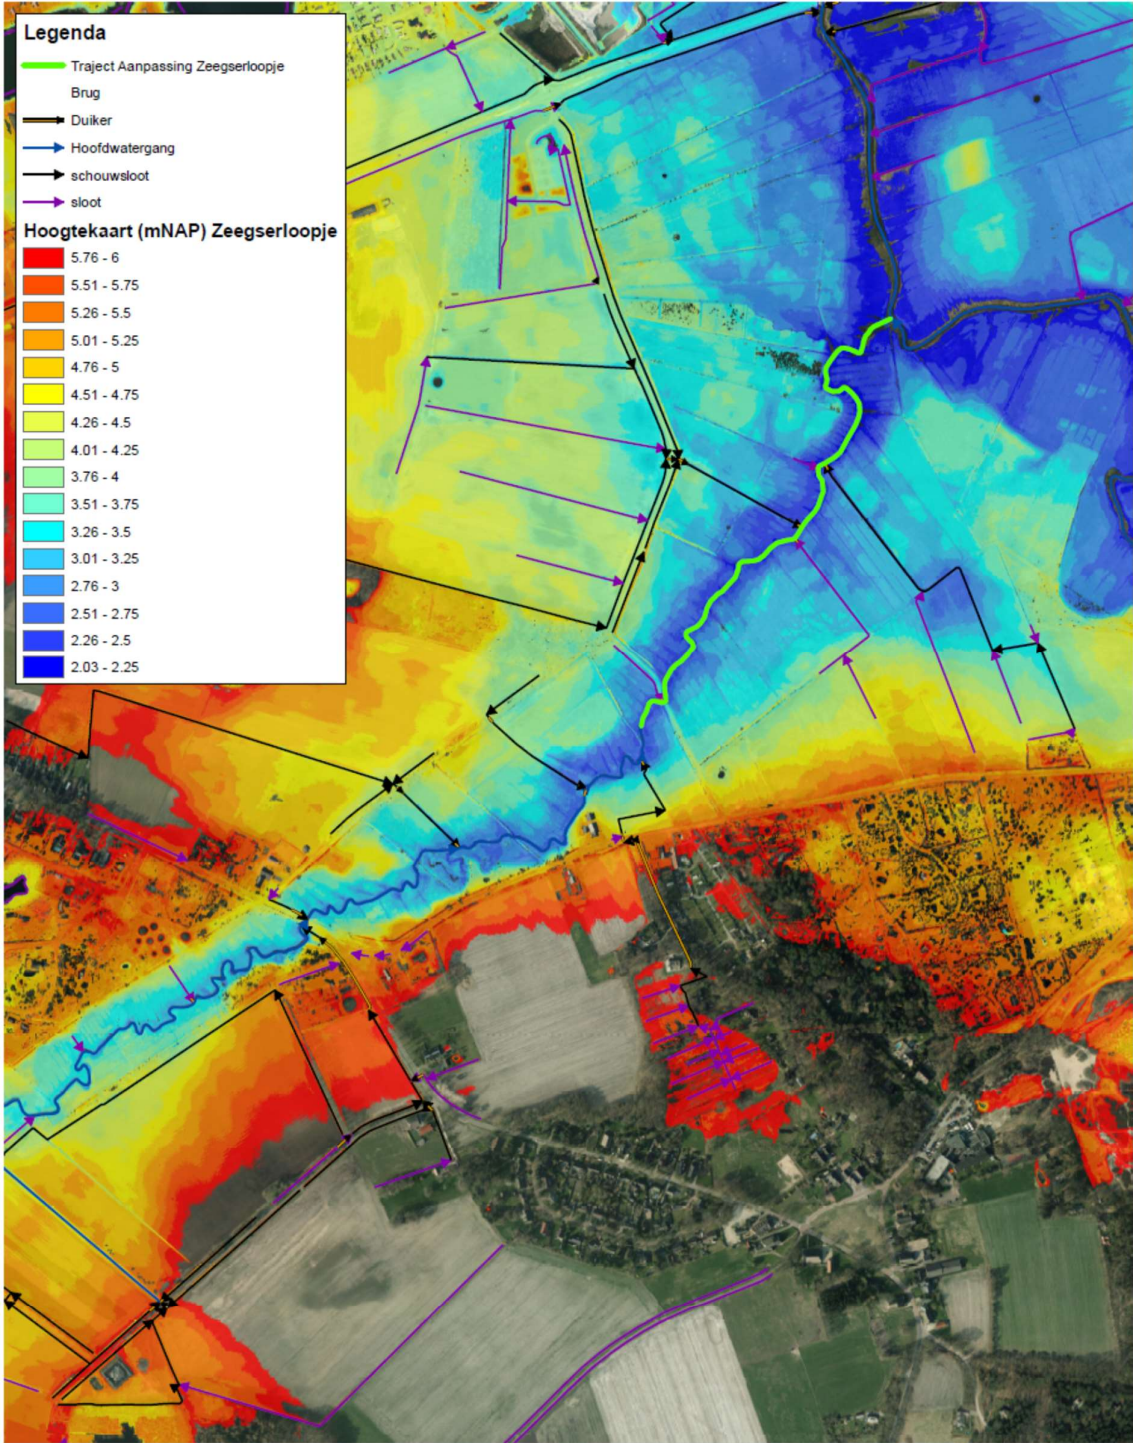 Legenda
Traject Aanpassing Zeegserloopje
Brug
Duiker
Hoofdwatergang
schouwsloot
sloot
Hoogtekaart (mNAP) Zeegserloopje
5.76 - 6
5.51 - 5.75
5.26 - 5.5
5.01 - 5.25
4.76 - 5
4.51 - 4.75
4.26 - 4.5
4.01 - 4.25
3.76 - 4
3.51 - 3.75
3.26 - 3.5
3.01 - 3.25
2.76 - 3
2.51 - 2.75
2.26 - 2.5
2.03 - 2.25